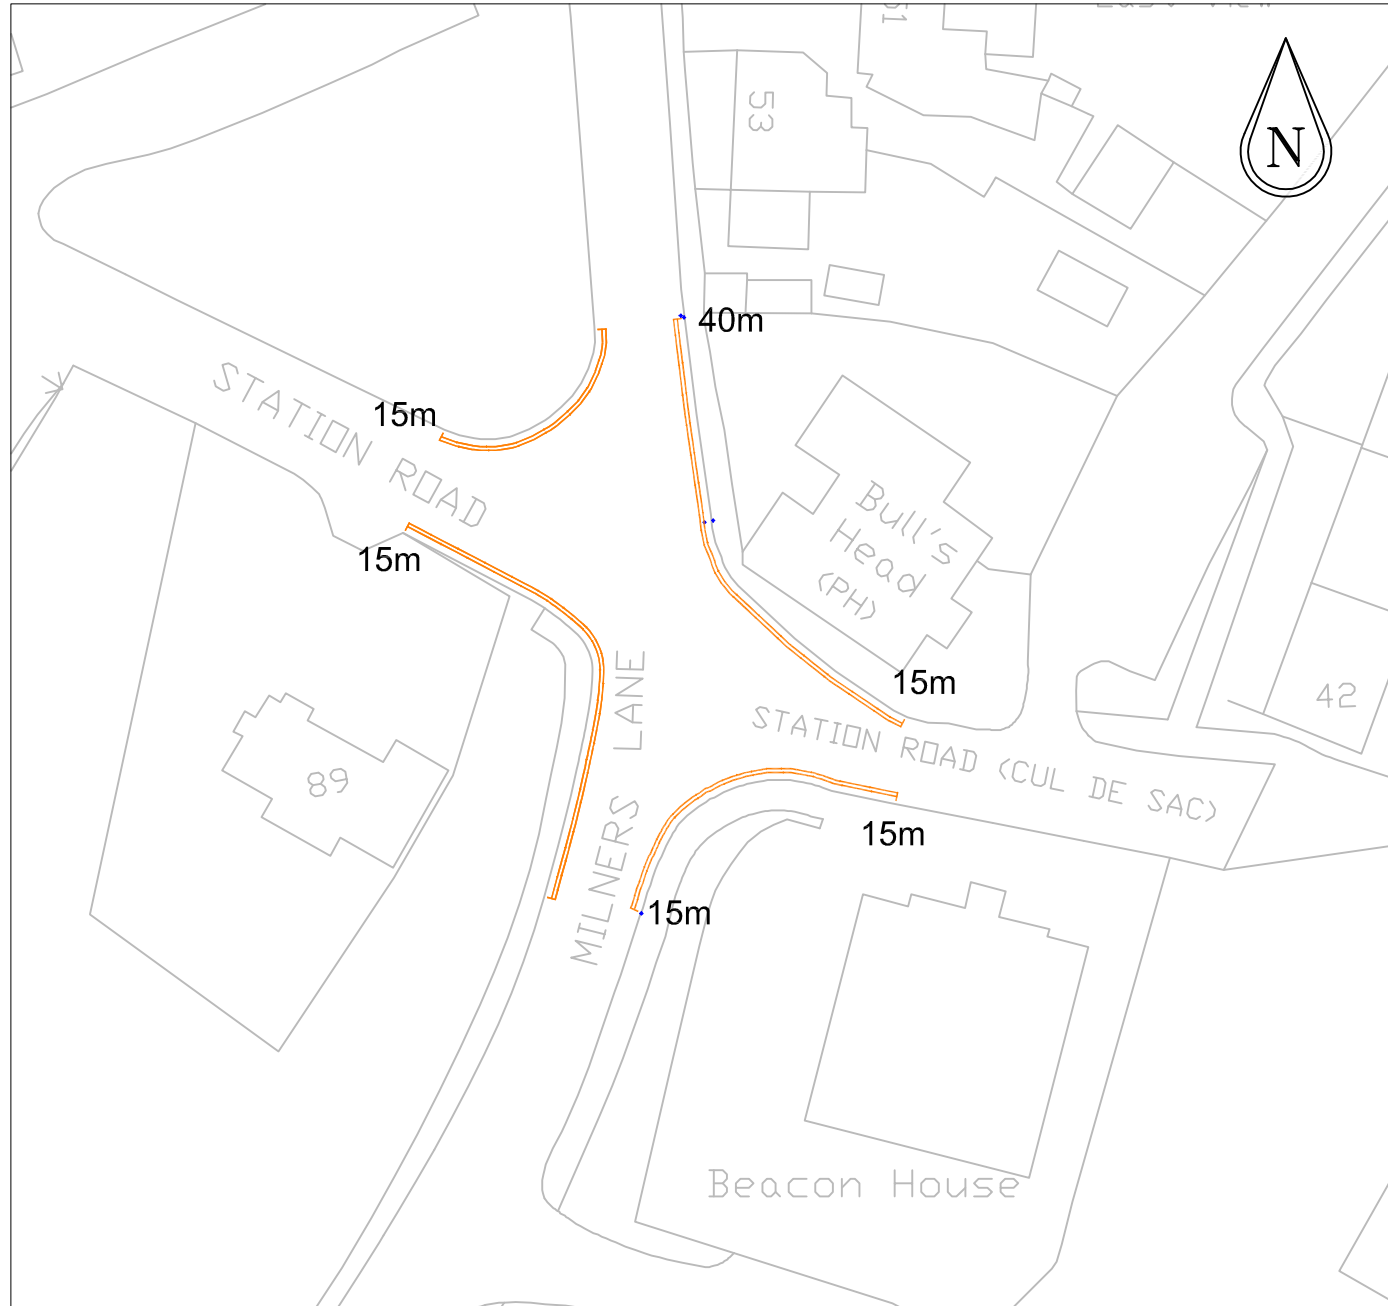 53
N
40m
15m
STATION ROAD
Bull's
Head
(PH)
15m
15m
42
STATION ROAD (CUL DE SAC)
MILNERS LANE
89
15m
15m
Beacon House